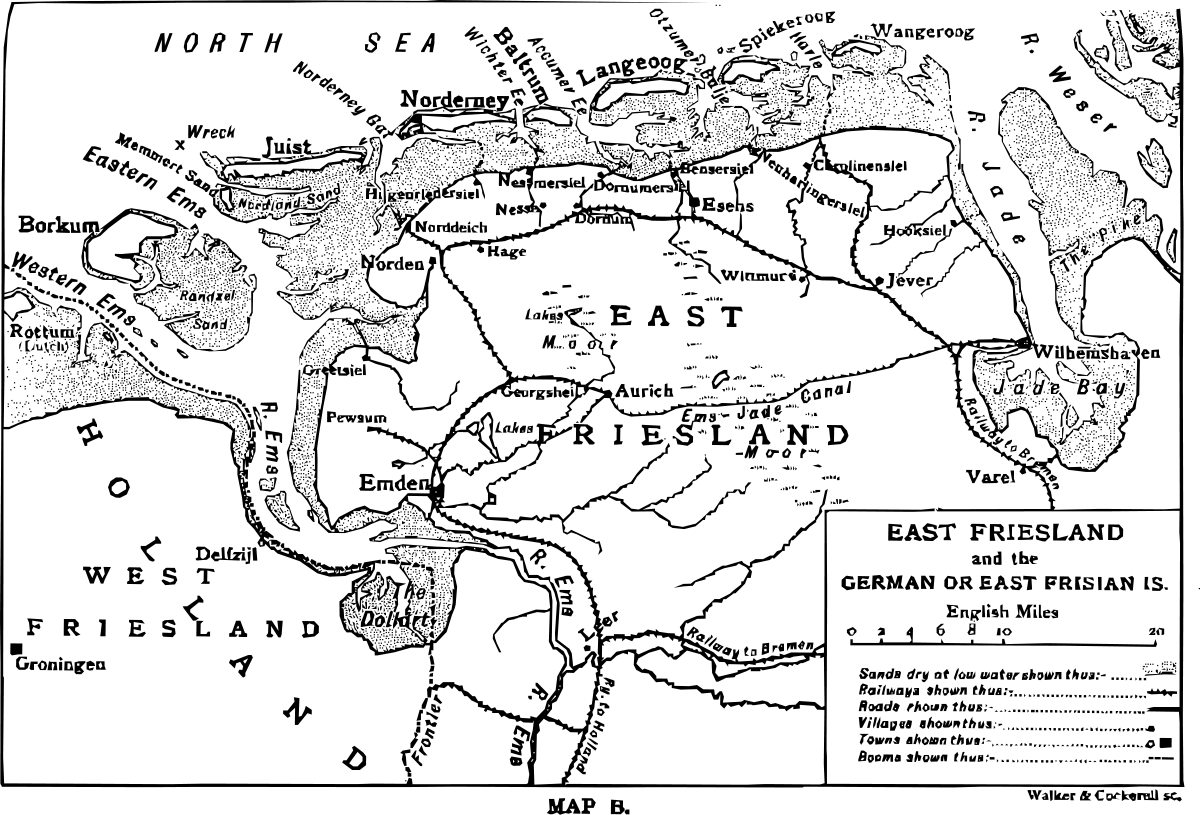 NORTH SEA
Norderney Gat
Wichter Ee
Baltrum
Accumer Ee
Langeoog
Otzumer Balje
Spiekeroog
Harle
Wangeroog
R. Weser
R. JADE
The Pike
Norderney
Wreck
Juist
Memmert Sand
Nordland Sand
Eastern Ems
Borkum
Western Ems
Randzel
Sand
Rottum
(Dutch)
Hilgenriedersiel
Nessmersiel
Dornumersiel
Bensersiel
Neuharlingersiel
Carolinensiel
Nesse
Dornum
Esens
Hooksiel
Norddeich
Hage
Norden
Wittmund
Jever
EAST
Lakes
Moor
Greetsiel
Wilhemshaven
Jade Bay
Georgsheil
Aurich
Ems-Jade Canal
Pewsum
Lakes
FRIESLAND
Moor
Railway to Bremen
Varel
Emden
R. Ems
HOLLAND
Delfzijl
WEST
FRIESLAND
Groningen
The
Dollart
R. Ems
Leer
Railway to Bremen
R. Ems
Ry. to Holland
Frontier
EAST FRIESLAND
and the
GERMAN OR EAST FRISIAN IS.
English Miles
0 2 4 6 8 10 20
Sands dry at low water shown thus:-
Railways shown thus:-
Roads shown thus:-
Villages shown thus:-
Towns shown thus:-
Booms shown thus:-
Walker & Cockerell sc.
MAP B.